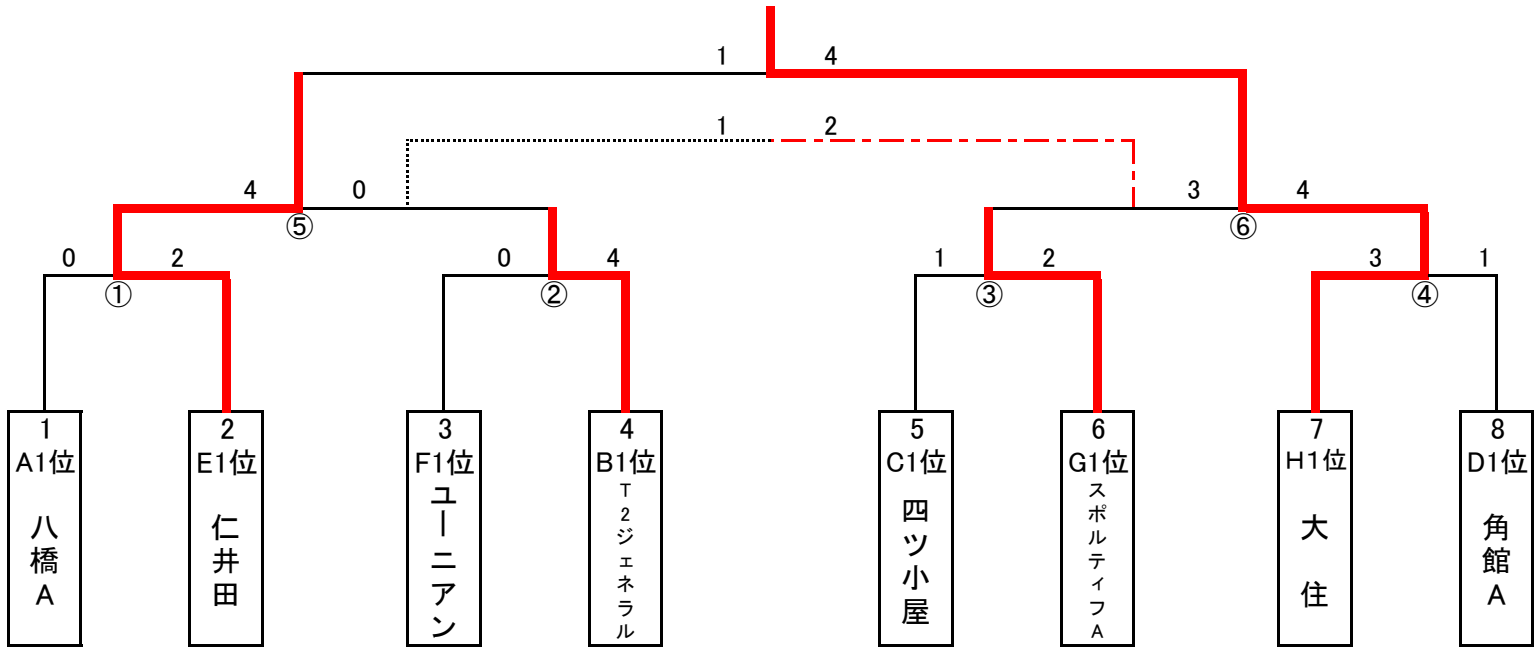 1 4
1 2
4 0 3 4
⑤ ⑥
0 2 0 4 1 2 3 1
① ② ③ ④
1 2 3 4 5 6 7 8
A1位 E1位 F1位 B1位 C1位 G1位 H1位 D1位
八橋A
仁井田
ユーニアン
T2ジェネラル
四ツ小屋
スポルティフA
大住
角館A